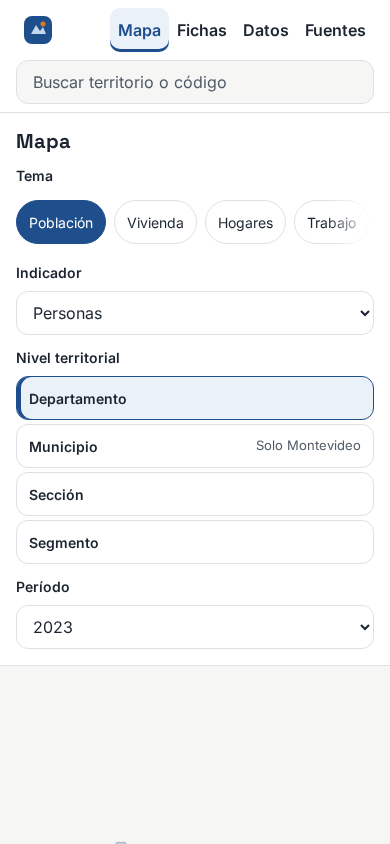 Mapa Fichas Datos Fuentes
Buscar territorio o código
Mapa
Tema
Población Vivienda Hogares Trabajo
Indicador
Personas
Nivel territorial
Departamento
Municipio Solo Montevideo
Sección
Segmento
Período
2023